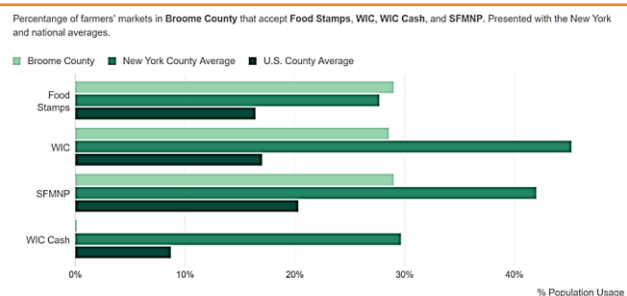 Percentage of farmers' markets in Broome County that accept Food Stamps, WIC, WIC Cash, and SFMNP. Presented with the New York
and national averages.
Broome County New York County Average U.S. County Average
Food
Stamps
WIC
SFMNP
WIC Cash
0% 10% 20% 30% 40%
% Population Usage